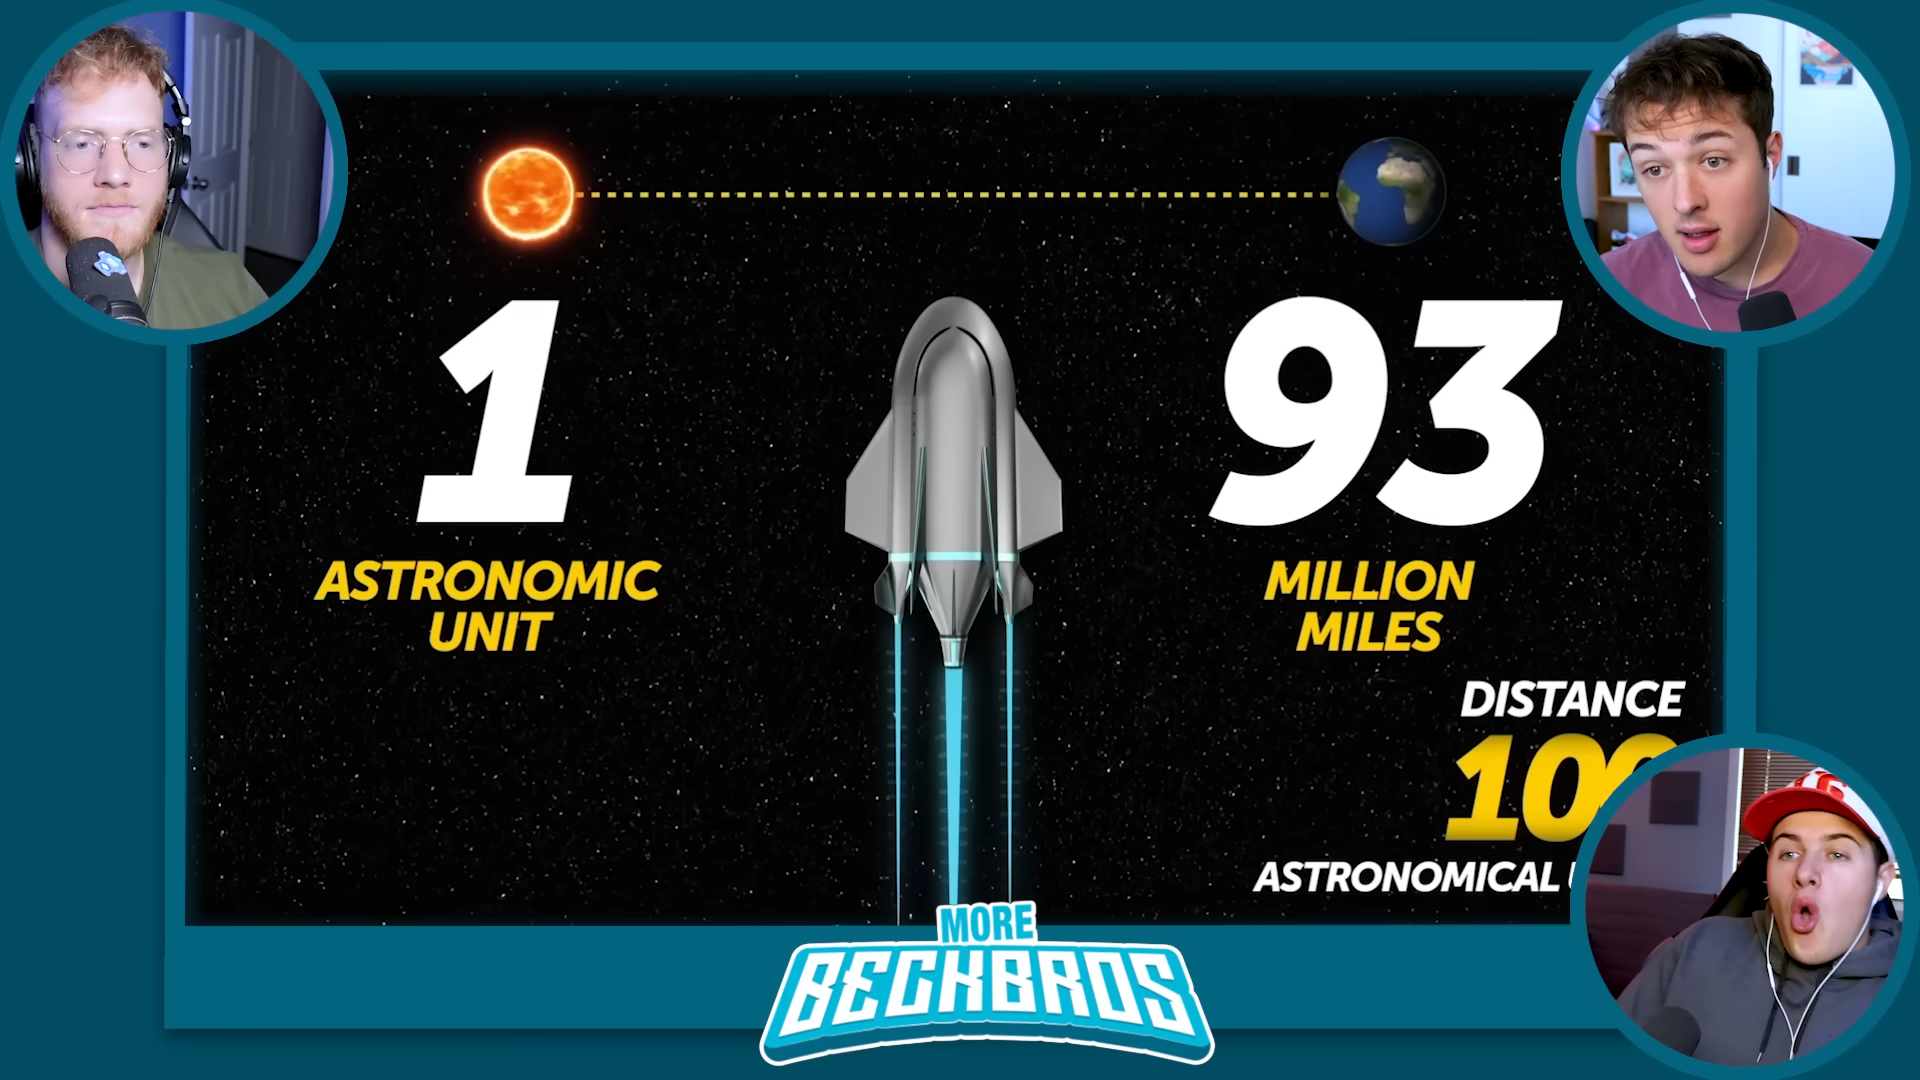 1
ASTRONOMIC
UNIT
93
MILLION
MILES
DISTANCE
ASTRONOMICAL
MORE
BECKBROS